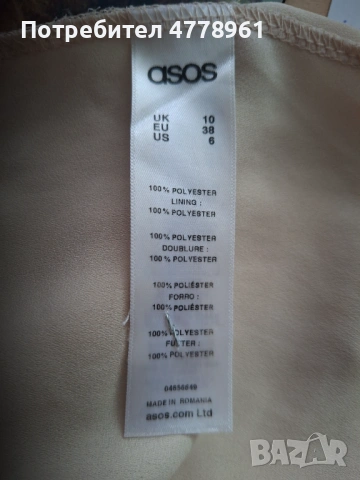 Потребител 4778961
asos
UK 10
EU 38
US 6
100% POLYESTER
LINING :
100% POLYESTER
100% POLYESTER
DOUBLURE :
100% POLYESTER
100% POLIÉSTER
FORRO :
100% POLIÉSTER
100% POLYESTER
FUTTER :
100% POLYESTER
MADE IN ROMANIA
asos.com Ltd
BAZAR